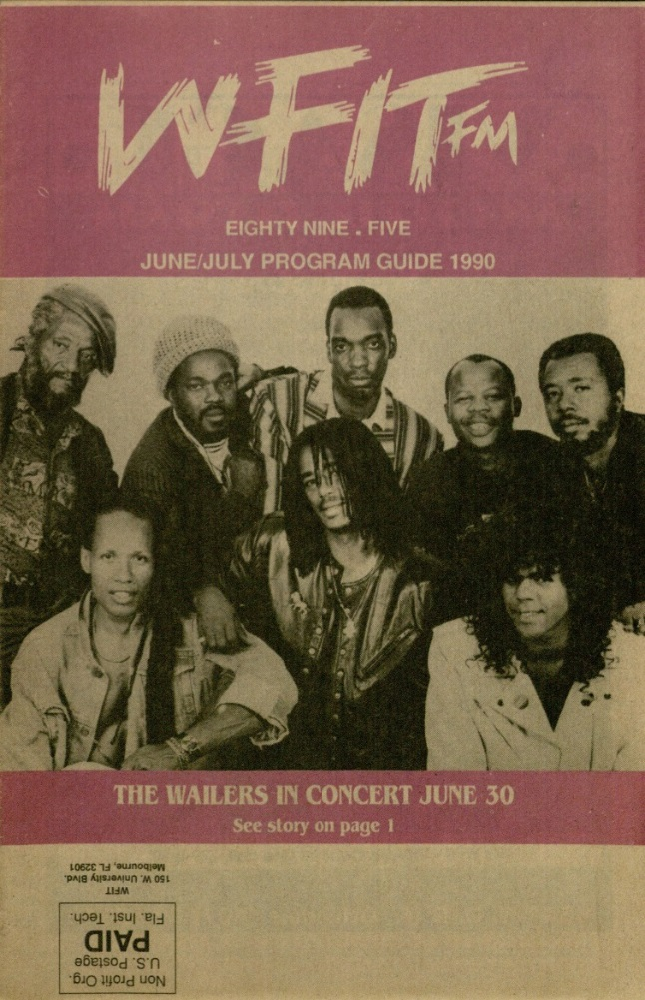 WFIT FM
EIGHTY NINE . FIVE
JUNE/JULY PROGRAM GUIDE 1990
THE WAILERS IN CONCERT JUNE 30
See story on page 1
WFIT
150 W. University Blvd.
Melbourne, FL 32901
Non Profit Org.
U.S. Postage
PAID
Fla. Inst. Tech.